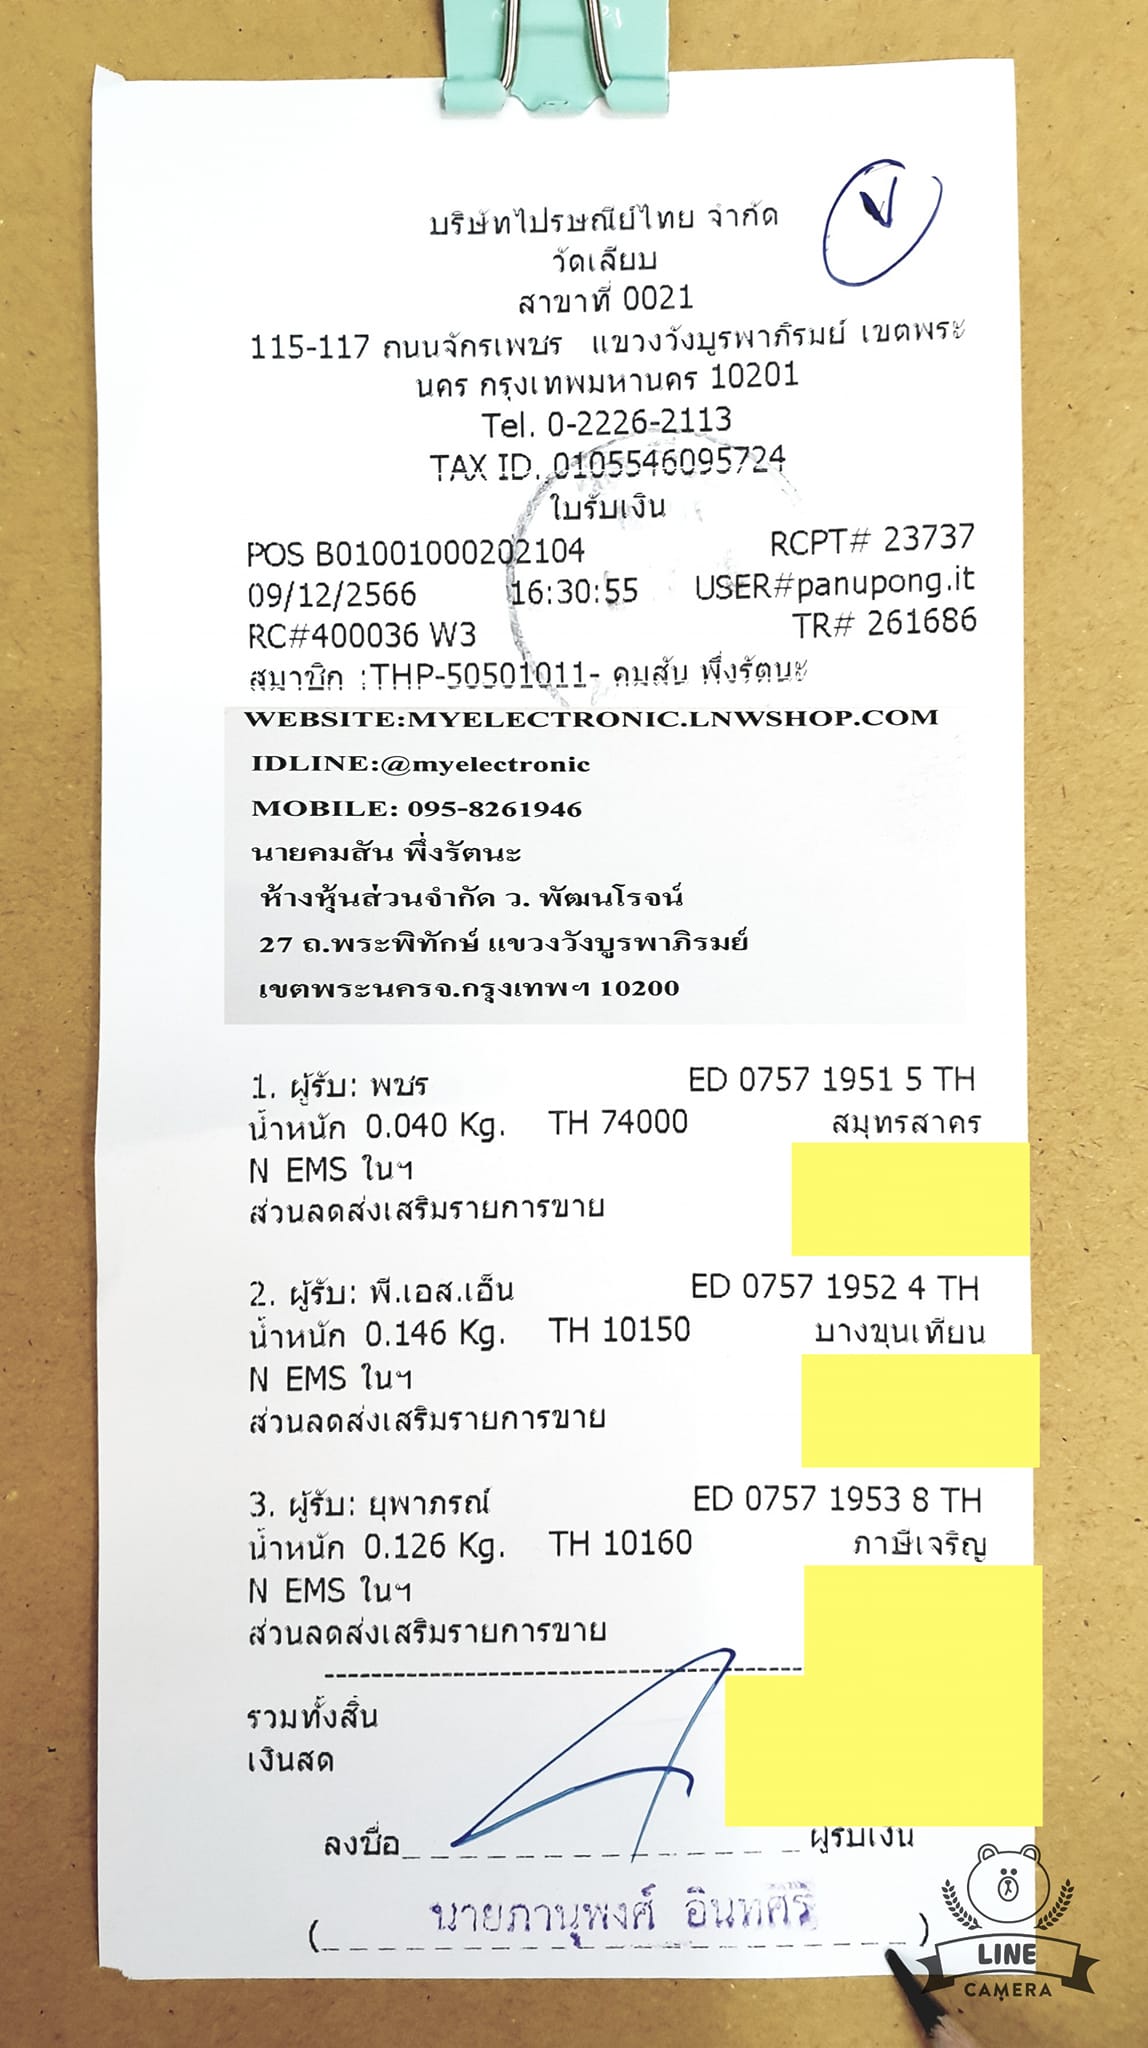 บริษัทไปรษณีย์ไทย จำกัด
วัดเลียบ
สาขาที่ 0021
115-117 ถนนจักรเพชร แขวงวังบูรพาภิรมย์ เขตพระ
นคร กรุงเทพมหานคร 10201
Tel. 0-2226-2113
TAX ID. 0105546095724
ใบรับเงิน
POS B01001000202104 RCPT# 23737
09/12/2566 16:30:55 USER#panupong.it
RC#400036 W3 TR# 261686
สมาชิก :THP-50501011- คมสัน พึ่งรัตนะ
WEBSITE:MYELECTRONIC.LNWSHOP.COM
IDLINE:@myelectronic
MOBILE: 095-8261946
นายคมสัน พึ่งรัตนะ
ห้างหุ้นส่วนจำกัด ว. พัฒนโรจน์
27 ถ.พระพิทักษ์ แขวงวังบูรพาภิรมย์
เขตพระนครจ.กรุงเทพฯ 10200
1. ผู้รับ: พชร ED 0757 1951 5 TH
น้ำหนัก 0.040 Kg. TH 74000 สมุทรสาคร
N EMS ในฯ
ส่วนลดส่งเสริมรายการขาย
2. ผู้รับ: พี.เอส.เอ็น ED 0757 1952 4 TH
น้ำหนัก 0.146 Kg. TH 10150 บางขุนเทียน
N EMS ในฯ
ส่วนลดส่งเสริมรายการขาย
3. ผู้รับ: ยุพาภรณ์ ED 0757 1953 8 TH
น้ำหนัก 0.126 Kg. TH 10160 ภาษีเจริญ
N EMS ในฯ
ส่วนลดส่งเสริมรายการขาย
รวมทั้งสิ้น
เงินสด
ลงชื่อ ผู้รับเงิน
(นายภานุพงศ์ อินทศิริ)
LINE
CAMERA